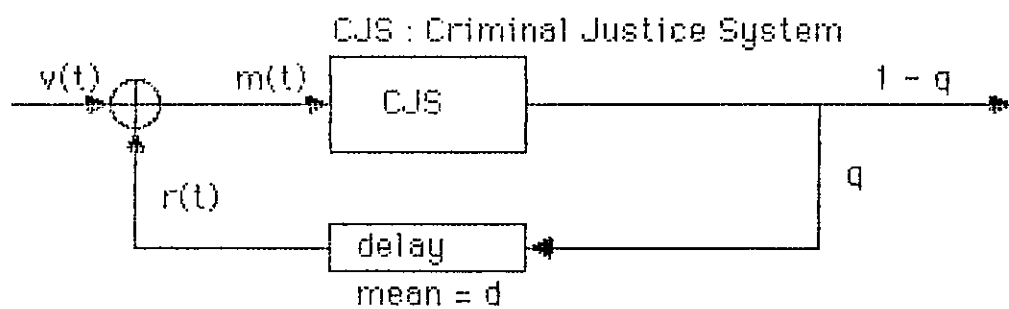 CJS : Criminal Justice System
v(t)
m(t)
CJS
1 - q
q
r(t)
delay
mean = d